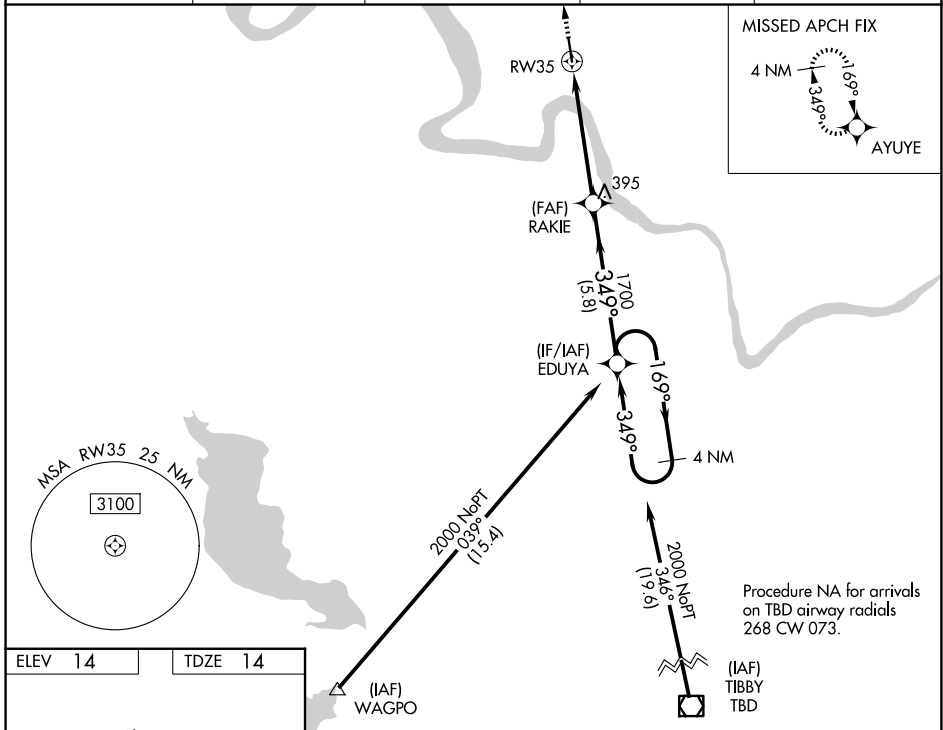 MISSED APCH FIX
4 NM
169°
349°
AYUYE
RW35
395
(FAF)
RAKIE
1700
349°
(5.8)
(IF/IAF)
EDUYA
169°
349°
4 NM
MSA RW35 25 NM
3100
2000 NoPT
039°
(15.4)
2000 NoPT
346°
(19.6)
Procedure NA for arrivals
on TBD airway radials
268 CW 073.
ELEV 14
TDZE 14
(IAF)
WAGPO
(IAF)
TIBBY
TBD